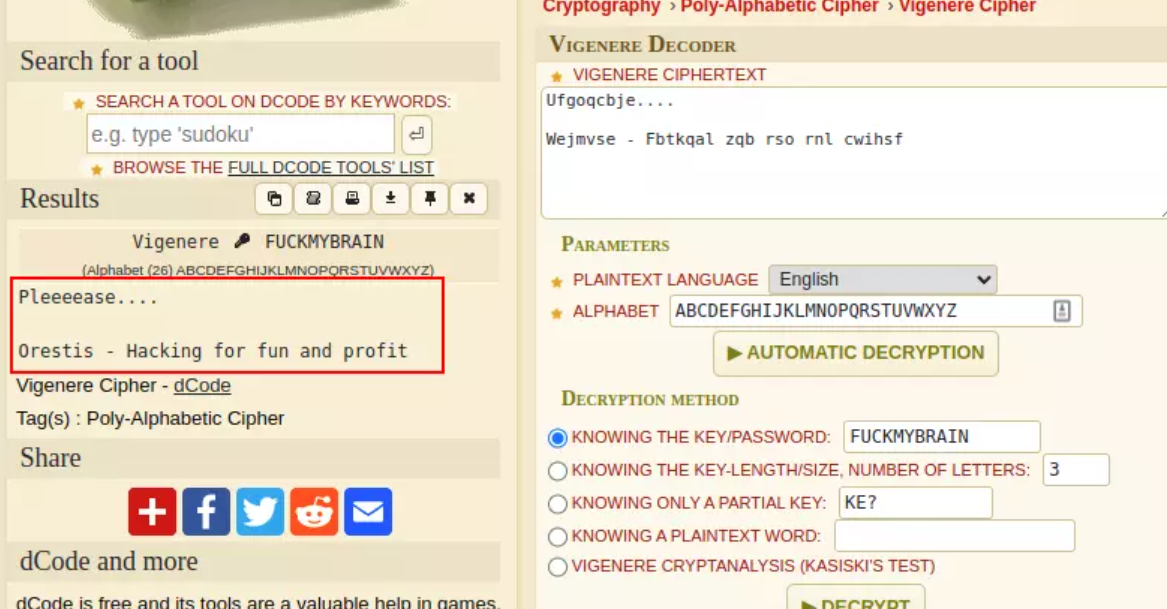 Cryptography › Poly-Alphabetic Cipher › Vigenere Cipher
Search for a tool
SEARCH A TOOL ON DCODE BY KEYWORDS:
e.g. type 'sudoku'
BROWSE THE FULL DCODE TOOLS' LIST
Results
Vigenere FUCKMYBRAIN
(Alphabet (26) ABCDEFGHIJKLMNOPQRSTUVWXYZ)
Pleeeease....
Orestis - Hacking for fun and profit
Vigenere Cipher - dCode
Tag(s) : Poly-Alphabetic Cipher
Share
dCode and more
dCode is free and its tools are a valuable help in games,
VIGENERE DECODER
VIGENERE CIPHERTEXT
Ufgoqcbje....
Wejmvse - Fbtkqal zqb rso rnl cwihsf
PARAMETERS
PLAINTEXT LANGUAGE English
ALPHABET ABCDEFGHIJKLMNOPQRSTUVWXYZ
▶ AUTOMATIC DECRYPTION
DECRYPTION METHOD
KNOWING THE KEY/PASSWORD: FUCKMYBRAIN
KNOWING THE KEY-LENGTH/SIZE, NUMBER OF LETTERS: 3
KNOWING ONLY A PARTIAL KEY: KE?
KNOWING A PLAINTEXT WORD:
VIGENERE CRYPTANALYSIS (KASISKI'S TEST)
▶ DECRYPT